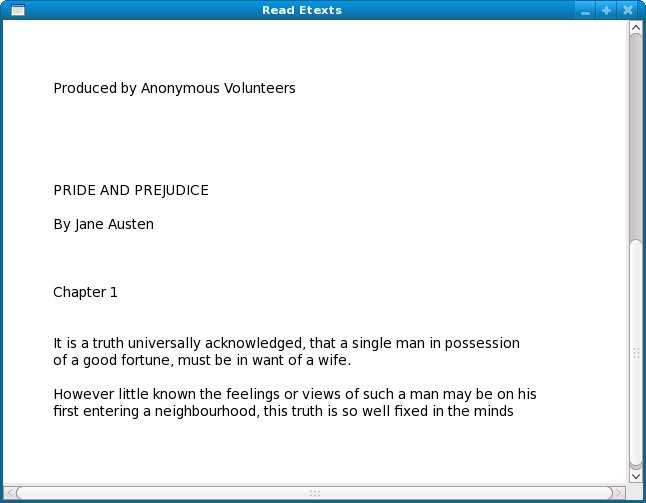 Read Etexts
Produced by Anonymous Volunteers
PRIDE AND PREJUDICE
By Jane Austen
Chapter 1
It is a truth universally acknowledged, that a single man in possession
of a good fortune, must be in want of a wife.
However little known the feelings or views of such a man may be on his
first entering a neighbourhood, this truth is so well fixed in the minds